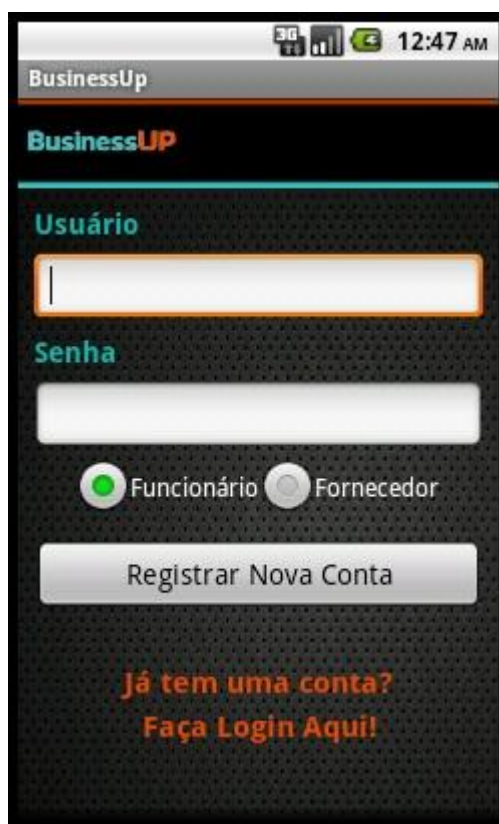 3G 12:47 AM
BusinessUp
BusinessUP
Usuário
Senha
Funcionário Fornecedor
Registrar Nova Conta
Já tem uma conta?
Faça Login Aqui!